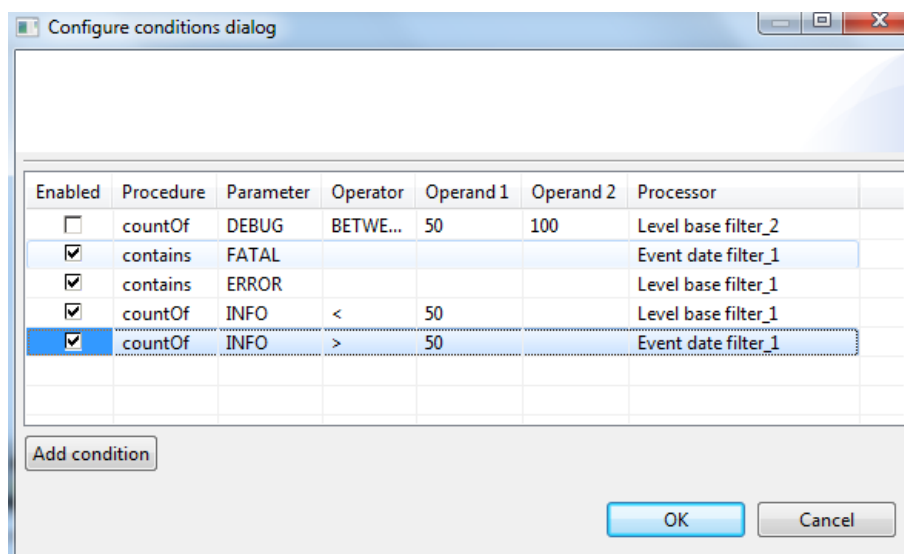 Configure conditions dialog
Enabled Procedure Parameter Operator Operand 1 Operand 2 Processor
countOf DEBUG BETWE... 50 100 Level base filter_2
contains FATAL Event date filter_1
contains ERROR Level base filter_1
countOf INFO < 50 Level base filter_1
countOf INFO > 50 Event date filter_1
Add condition
OK Cancel